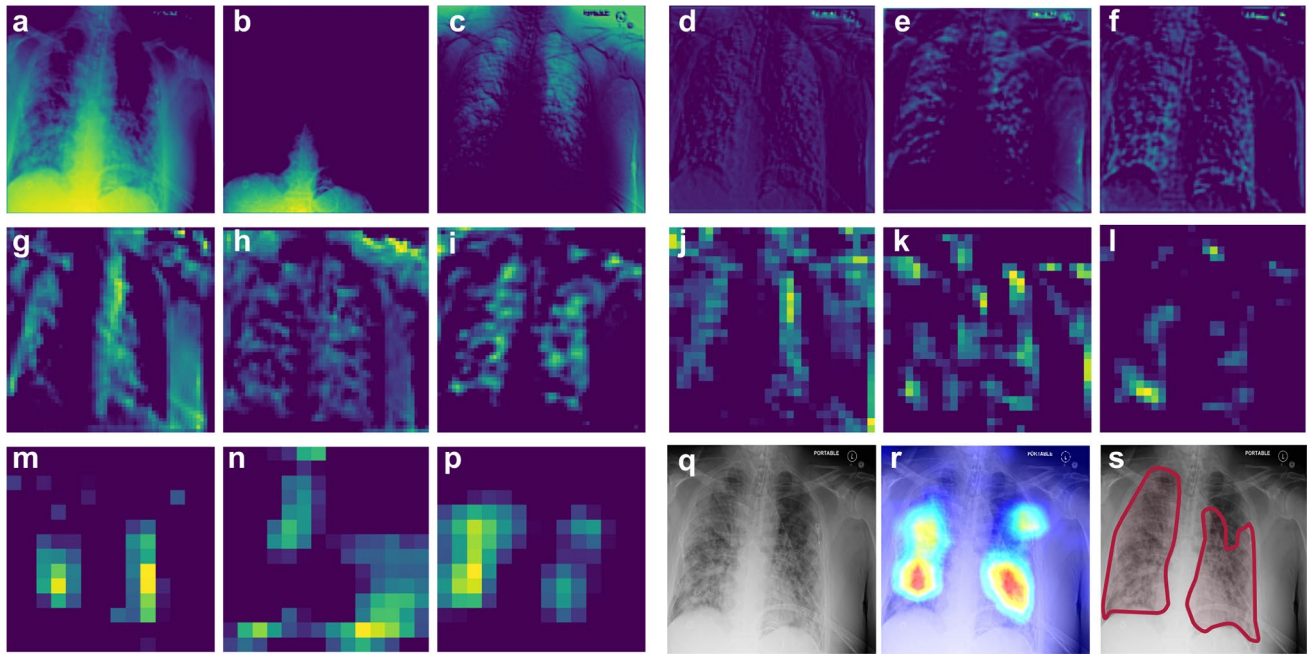 a b c d e f
g h i j k l
m n p q r s
PORTABLE L
PORTABLE L
PORTABLE L